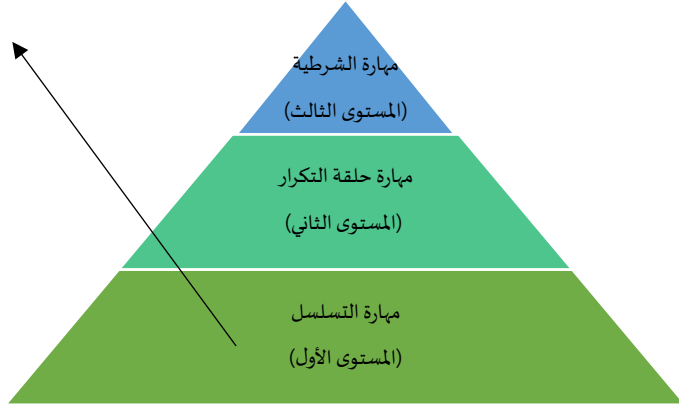 مهارة الشرطية
(المستوى الثالث)
مهارة حلقة التكرار
(المستوى الثاني)
مهارة التسلسل
(المستوى الأول)